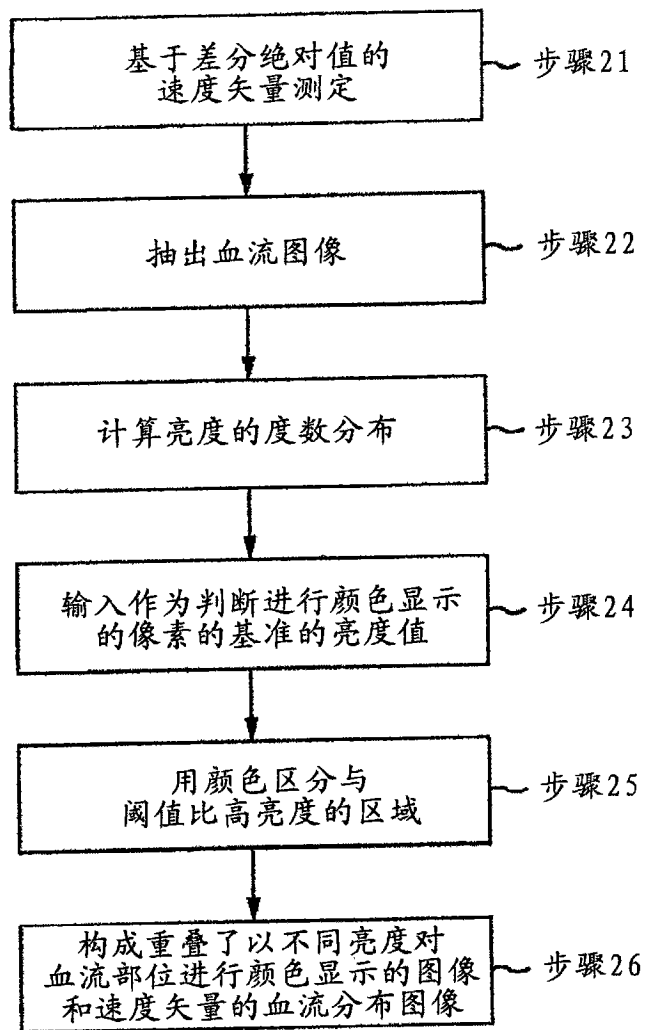 基于差分绝对值的
速度矢量测定
步骤21
抽出血流图像
步骤22
计算亮度的度数分布
步骤23
输入作为判断进行颜色显示
的像素的基准的亮度值
步骤24
用颜色区分与
阈值比高亮度的区域
步骤25
构成重叠了以不同亮度对
血流部位进行颜色显示的图像
和速度矢量的血流分布图像
步骤26